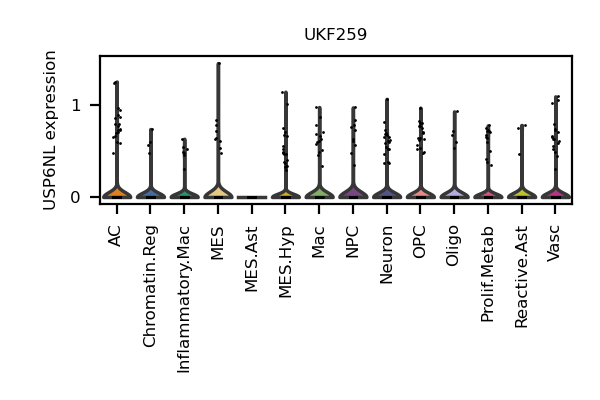 UKF259
USP6NL expression
1
0
AC
Chromatin.Reg
Inflammatory.Mac
MES
MES.Ast
MES.Hyp
Mac
NPC
Neuron
OPC
Oligo
Prolif.Metab
Reactive.Ast
Vasc